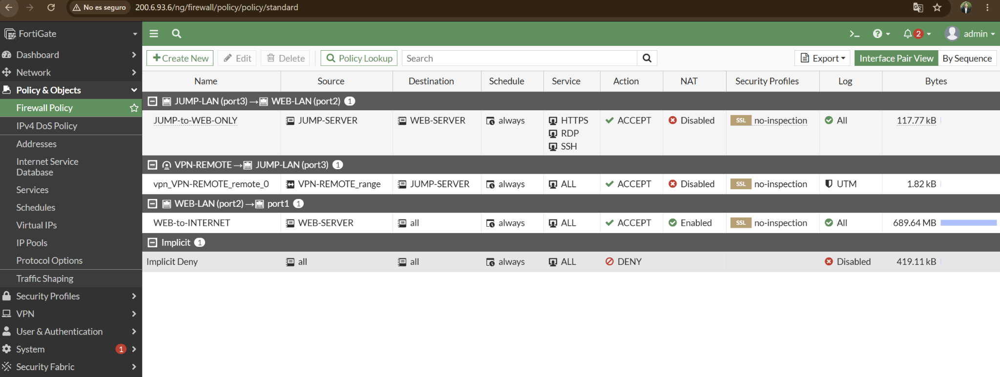 No es seguro 200.6.93.6/ng/firewall/policy/policy/standard
FortiGate
>_ ? 2 admin
Dashboard
Network
Policy & Objects
Firewall Policy
IPv4 DoS Policy
Addresses
Internet Service
Database
Services
Schedules
Virtual IPs
IP Pools
Protocol Options
Traffic Shaping
Security Profiles
VPN
User & Authentication
System 1
Security Fabric
+Create New Edit Delete Policy Lookup Search Export Interface Pair View By Sequence
Name Source Destination Schedule Service Action NAT Security Profiles Log Bytes
JUMP-LAN (port3) → WEB-LAN (port2) 1
JUMP-to-WEB-ONLY JUMP-SERVER WEB-SERVER always HTTPS ACCEPT Disabled SSL no-inspection All 117.77 kB
RDP
SSH
VPN-REMOTE → JUMP-LAN (port3) 1
vpn_VPN-REMOTE_remote_0 VPN-REMOTE_range JUMP-SERVER always ALL ACCEPT Disabled SSL no-inspection UTM 1.82 kB
WEB-LAN (port2) → port1 1
WEB-to-INTERNET WEB-SERVER all always ALL ACCEPT Enabled SSL no-inspection All 689.64 MB
Implicit 1
Implicit Deny all all always ALL DENY Disabled 419.11 kB